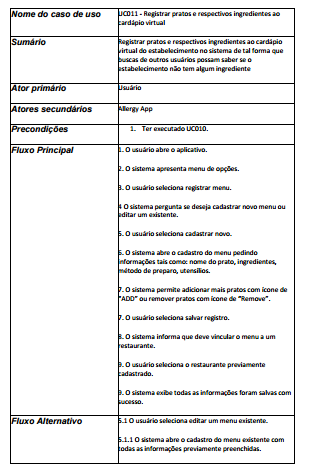 Nome do caso de uso
UC011 - Registrar pratos e respectivos ingredientes ao
cardápio virtual
Sumário
Registrar pratos e respectivos ingredientes ao cardápio
virtual do estabelecimento no sistema de tal forma que
buscas de outros usuários possam saber se o
estabelecimento não tem algum ingrediente
Ator primário
Usuário
Atores secundários
Allergy App
Precondições
1. Ter executado UC010.
Fluxo Principal
1. O usuário abre o aplicativo.
2. O sistema apresenta menu de opções.
3. O usuário seleciona registrar menu.
4 O sistema pergunta se deseja cadastrar novo menu ou
editar um existente.
5. O usuário seleciona cadastrar novo.
6. O sistema abre o cadastro do menu pedindo
informações tais como: nome do prato, ingredientes,
método de preparo, utensílios.
7. O sistema permite adicionar mais pratos com ícone de
"ADD" ou remover pratos com ícone de "Remove".
7. O usuário seleciona salvar registro.
8. O sistema informa que deve vincular o menu a um
restaurante.
9. O usuário seleciona o restaurante previamente
cadastrado.
9. O sistema exibe todas as informações foram salvas com
sucesso.
Fluxo Alternativo
5.1 O usuário seleciona editar um menu existente.
5.1.1 O sistema abre o cadastro do menu existente com
todas as informações previamente preenchidas.